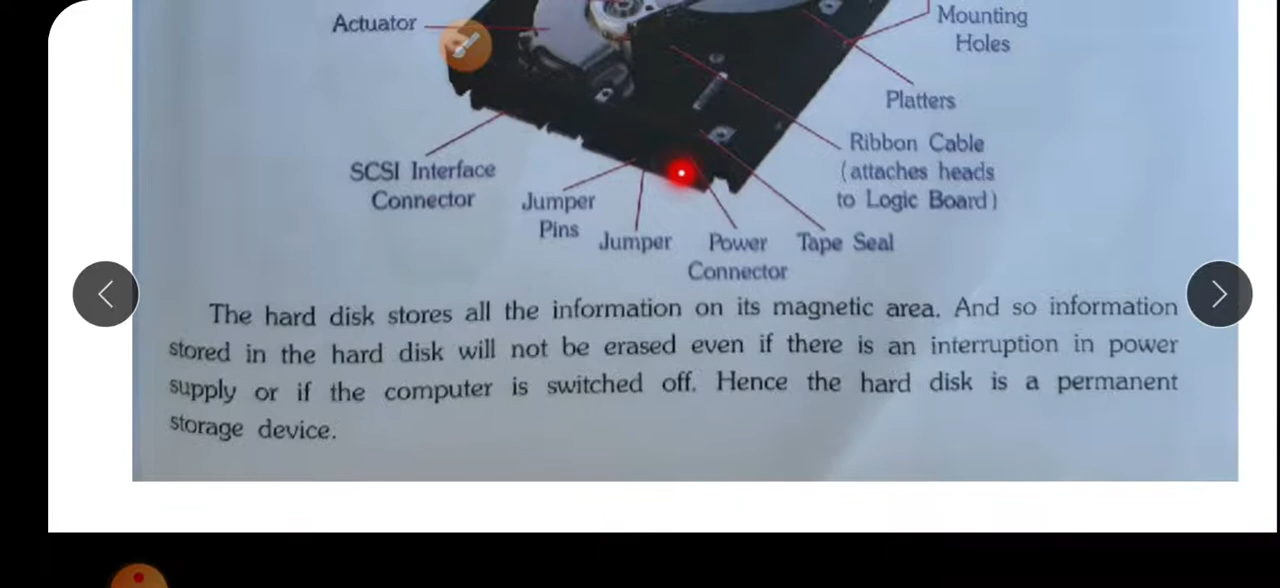 Actuator
Mounting
Holes
Platters
Ribbon Cable
(attaches heads
to Logic Board)
SCSI Interface
Connector
Jumper
Pins
Jumper
Power
Connector
Tape Seal
The hard disk stores all the information on its magnetic area. And so information
stored in the hard disk will not be erased even if there is an interruption in power
supply or if the computer is switched off. Hence the hard disk is a permanent
storage device.